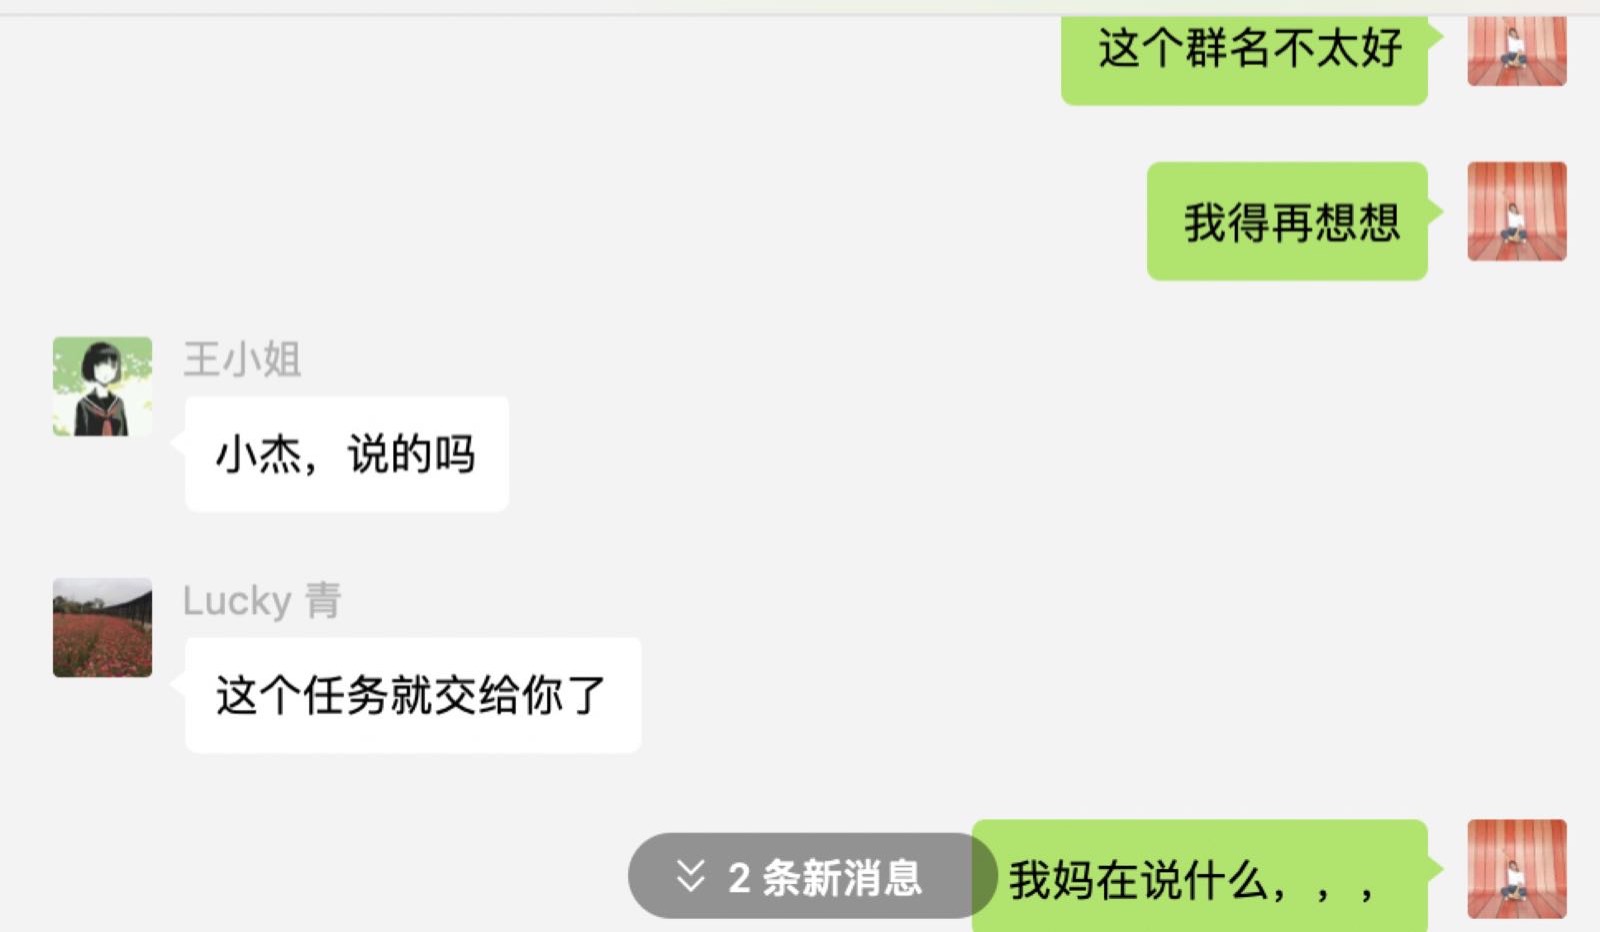 这个群名不太好
我得再想想
王小姐
小杰，说的吗
Lucky 青
这个任务就交给你了
2 条新消息
我妈在说什么，，，